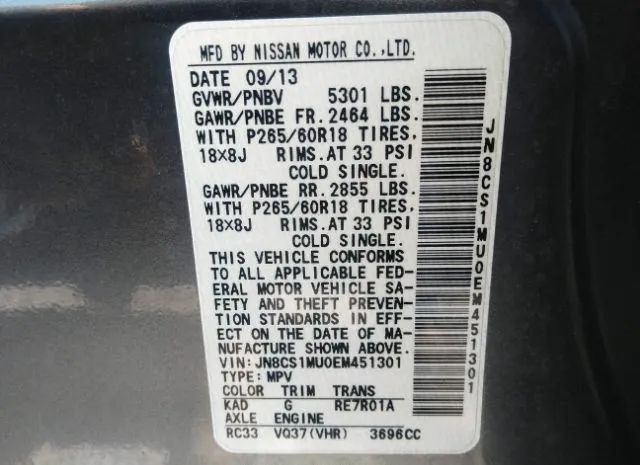 MFD BY NISSAN MOTOR CO.,LTD.
DATE 09/13
GVWR/PNBV 5301 LBS.
GAWR/PNBE FR. 2464 LBS.
WITH P265/60R18 TIRES,
18X8J RIMS.AT 33 PSI
COLD SINGLE.
GAWR/PNBE RR. 2855 LBS.
WITH P265/60R18 TIRES,
18X8J RIMS.AT 33 PSI
COLD SINGLE.
THIS VEHICLE CONFORMS
TO ALL APPLICABLE FED-
ERAL MOTOR VEHICLE SA-
FETY AND THEFT PREVEN-
TION STANDARDS IN EFF-
ECT ON THE DATE OF MA-
NUFACTURE SHOWN ABOVE.
VIN: JN8CS1MU0EM451301
TYPE: MPV
COLOR TRIM TRANS
KAD G RE7R01A
AXLE ENGINE
RC33 VQ37(VHR) 3696CC
JN8CS1MU0EM451301